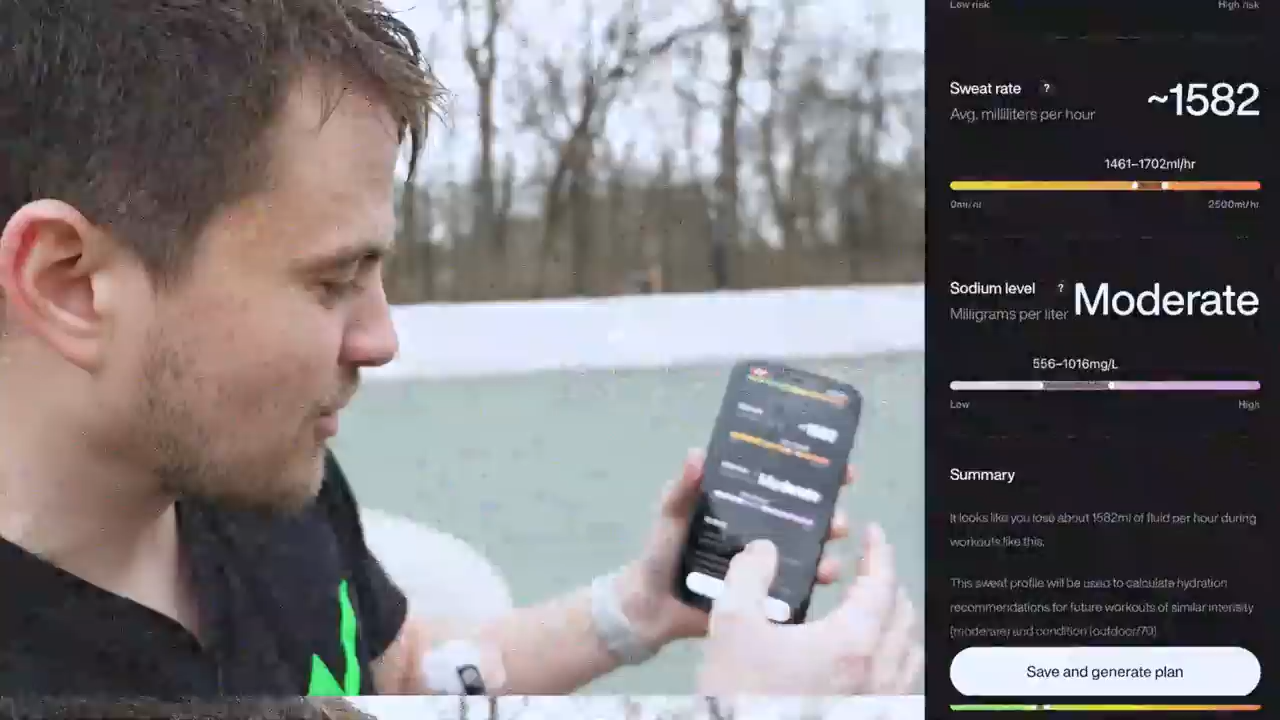 Low risk High risk
Sweat rate ? ~1582
Avg. milliliters per hour
1461–1702ml/hr
0ml/hr 2500ml/hr
Sodium level ? Moderate
Milligrams per liter
556–1016mg/L
Low High
Summary
It looks like you lose about 1582ml of fluid per hour during
workouts like this.
This sweat profile will be used to calculate hydration
recommendations for future workouts of similar intensity
(moderate) and condition (outdoor/70)
Save and generate plan
~1582
Moderate